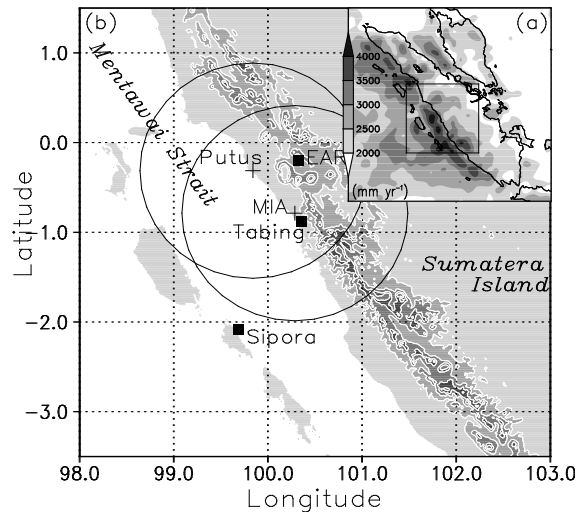 (b)
(a)
1.5
1.0
0.0
-1.0
-2.0
-3.0
Latitude
4000
3500
3000
2500
2000
(mm yr⁻¹)
Mentawai Strait
Putus
EAR
MIA
Tabing
Sumatera
Island
Sipora
98.0 99.0 100.0 101.0 102.0 103.0
Longitude